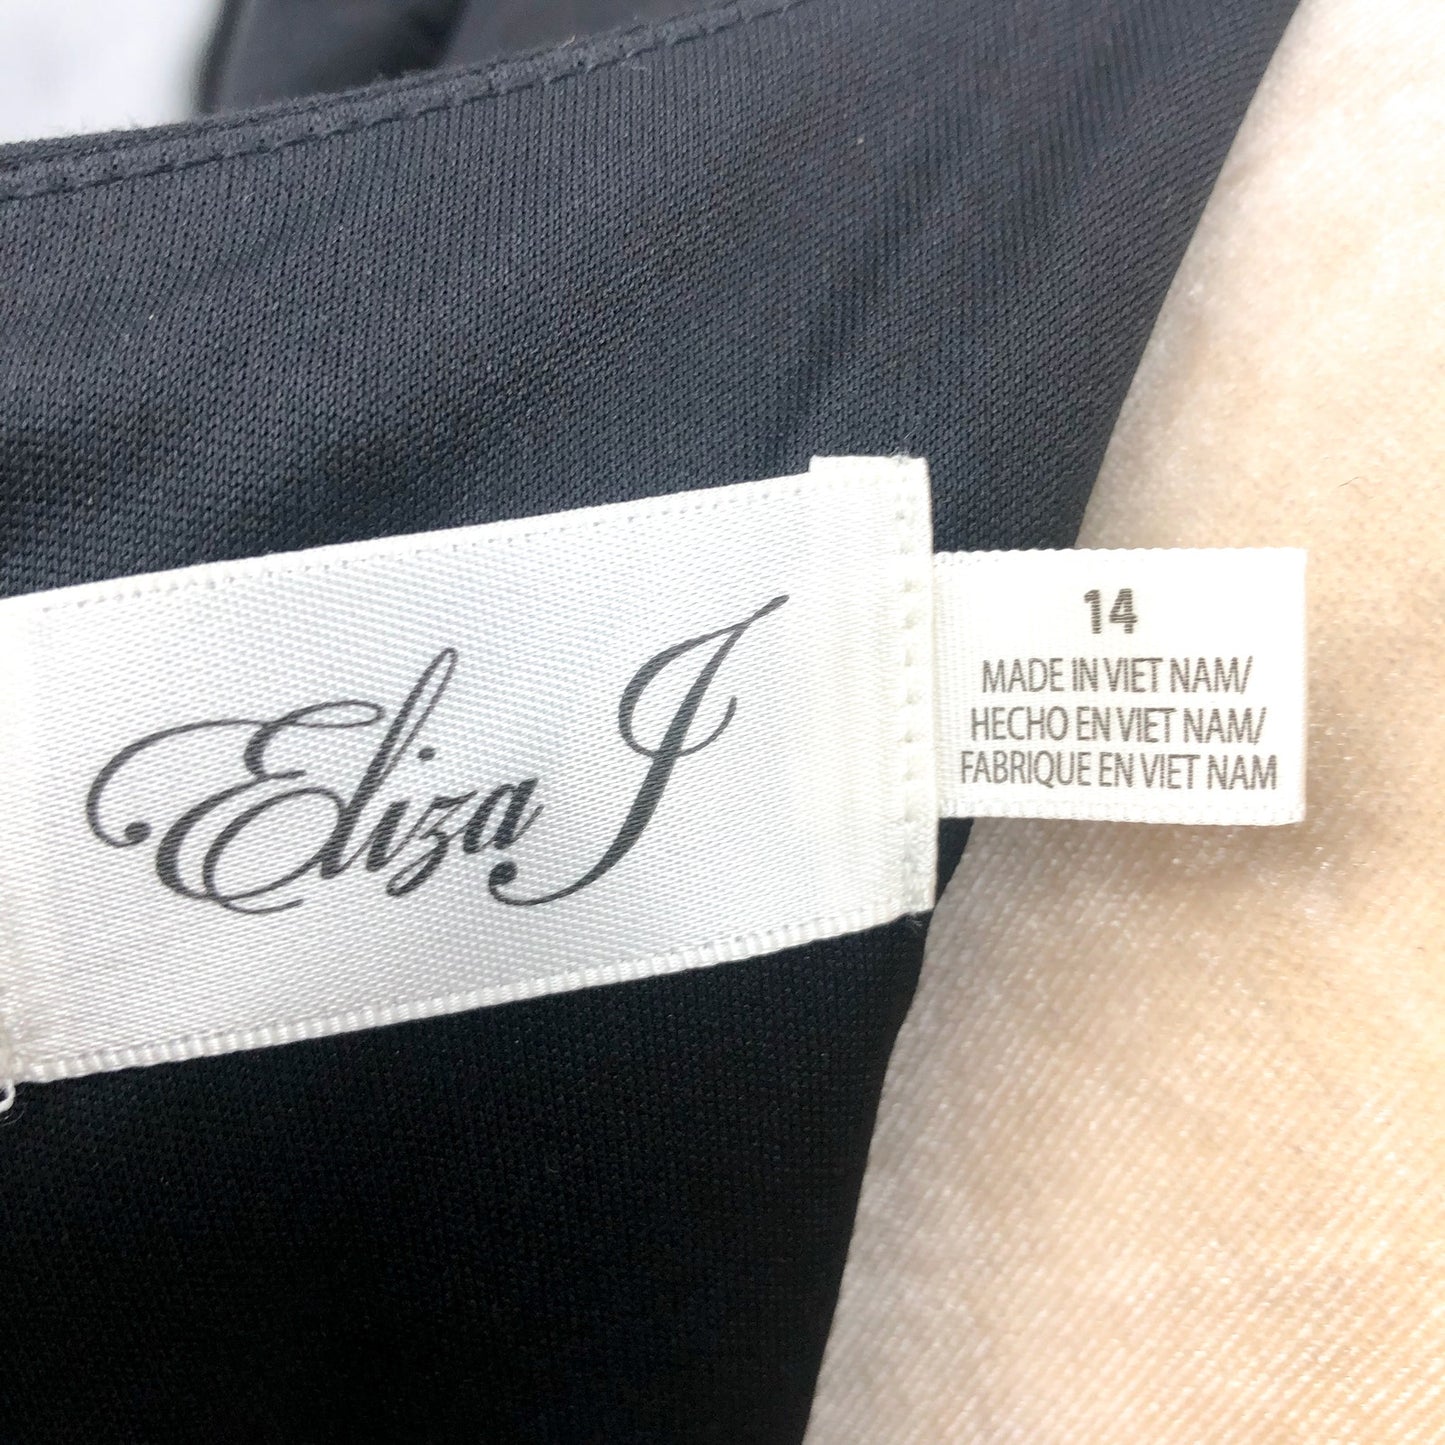 Eliza J
14
MADE IN VIET NAM/
HECHO EN VIET NAM/
FABRIQUE EN VIET NAM